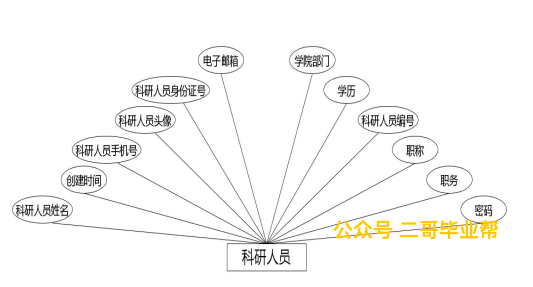 电子邮箱
学院部门
科研人员身份证号
学历
科研人员头像
科研人员编号
科研人员手机号
职称
创建时间
职务
科研人员姓名
密码
公众号 二哥毕业帮
科研人员